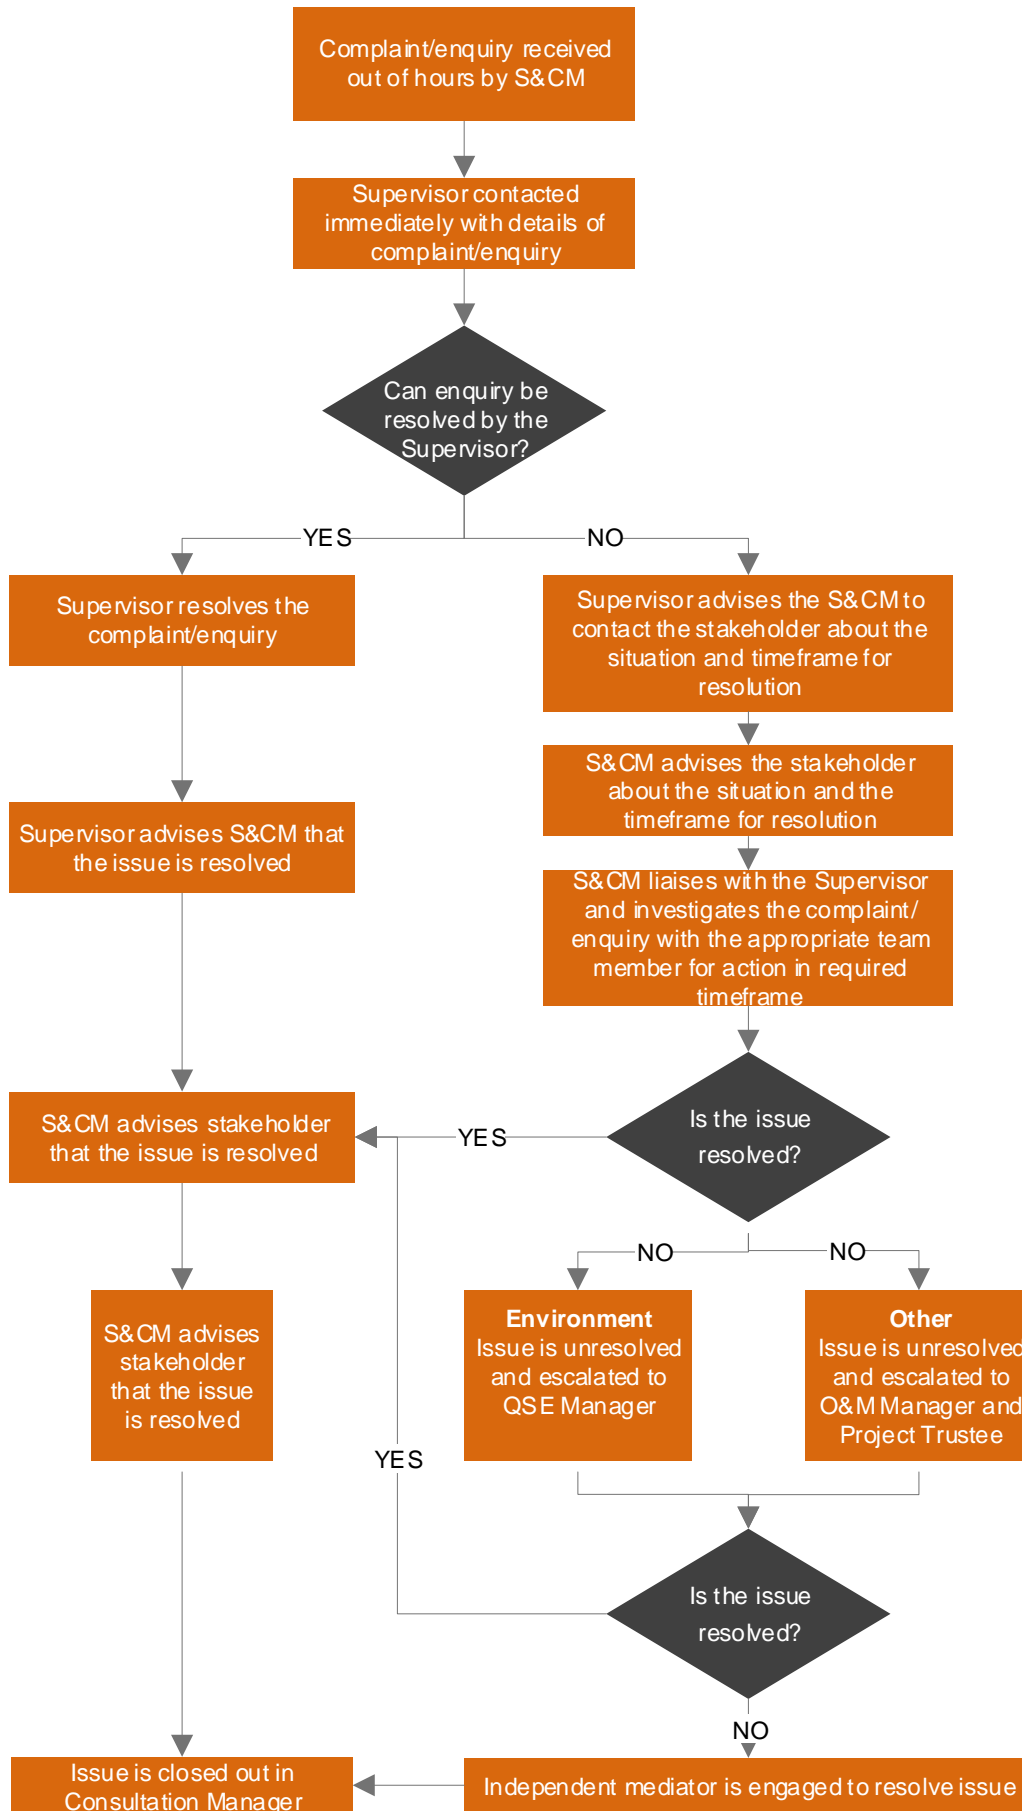 Complaint/enquiry received
out of hours by S&CM
Supervisor contacted
immediately with details of
complaint/enquiry
Can enquiry be
resolved by the
Supervisor?
YES
NO
Supervisor resolves the
complaint/enquiry
Supervisor advises the S&CM to
contact the stakeholder about the
situation and timeframe for
resolution
S&CM advises the stakeholder
about the situation and the
timeframe for resolution
Supervisor advises S&CM that
the issue is resolved
S&CM liaises with the Supervisor
and investigates the complaint/
enquiry with the appropriate team
member for action in required
timeframe
S&CM advises stakeholder
that the issue is resolved
YES
Is the issue
resolved?
NO
NO
S&CM advises
stakeholder
that the issue
is resolved
Environment
Issue is unresolved
and escalated to
QSE Manager
Other
Issue is unresolved
and escalated to
O&M Manager and
Project Trustee
YES
Is the issue
resolved?
NO
Issue is closed out in
Consultation Manager
Independent mediator is engaged to resolve issue